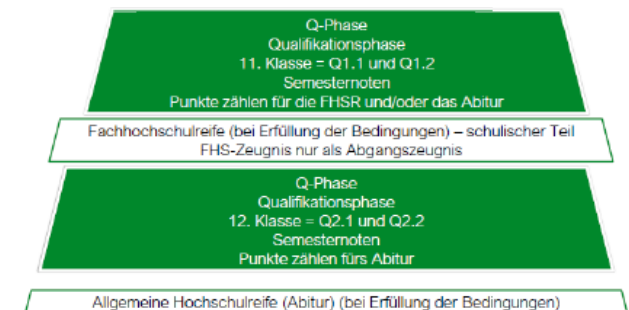 Q-Phase
Qualifikationsphase
11. Klasse = Q1.1 und Q1.2
Semesternoten
Punkte zählen für die FHSR und/oder das Abitur
Fachhochschulreife (bei Erfüllung der Bedingungen) – schulischer Teil
FHS-Zeugnis nur als Abgangszeugnis
Q-Phase
Qualifikationsphase
12. Klasse = Q2.1 und Q2.2
Semesternoten
Punkte zählen fürs Abitur
Allgemeine Hochschulreife (Abitur) (bei Erfüllung der Bedingungen)